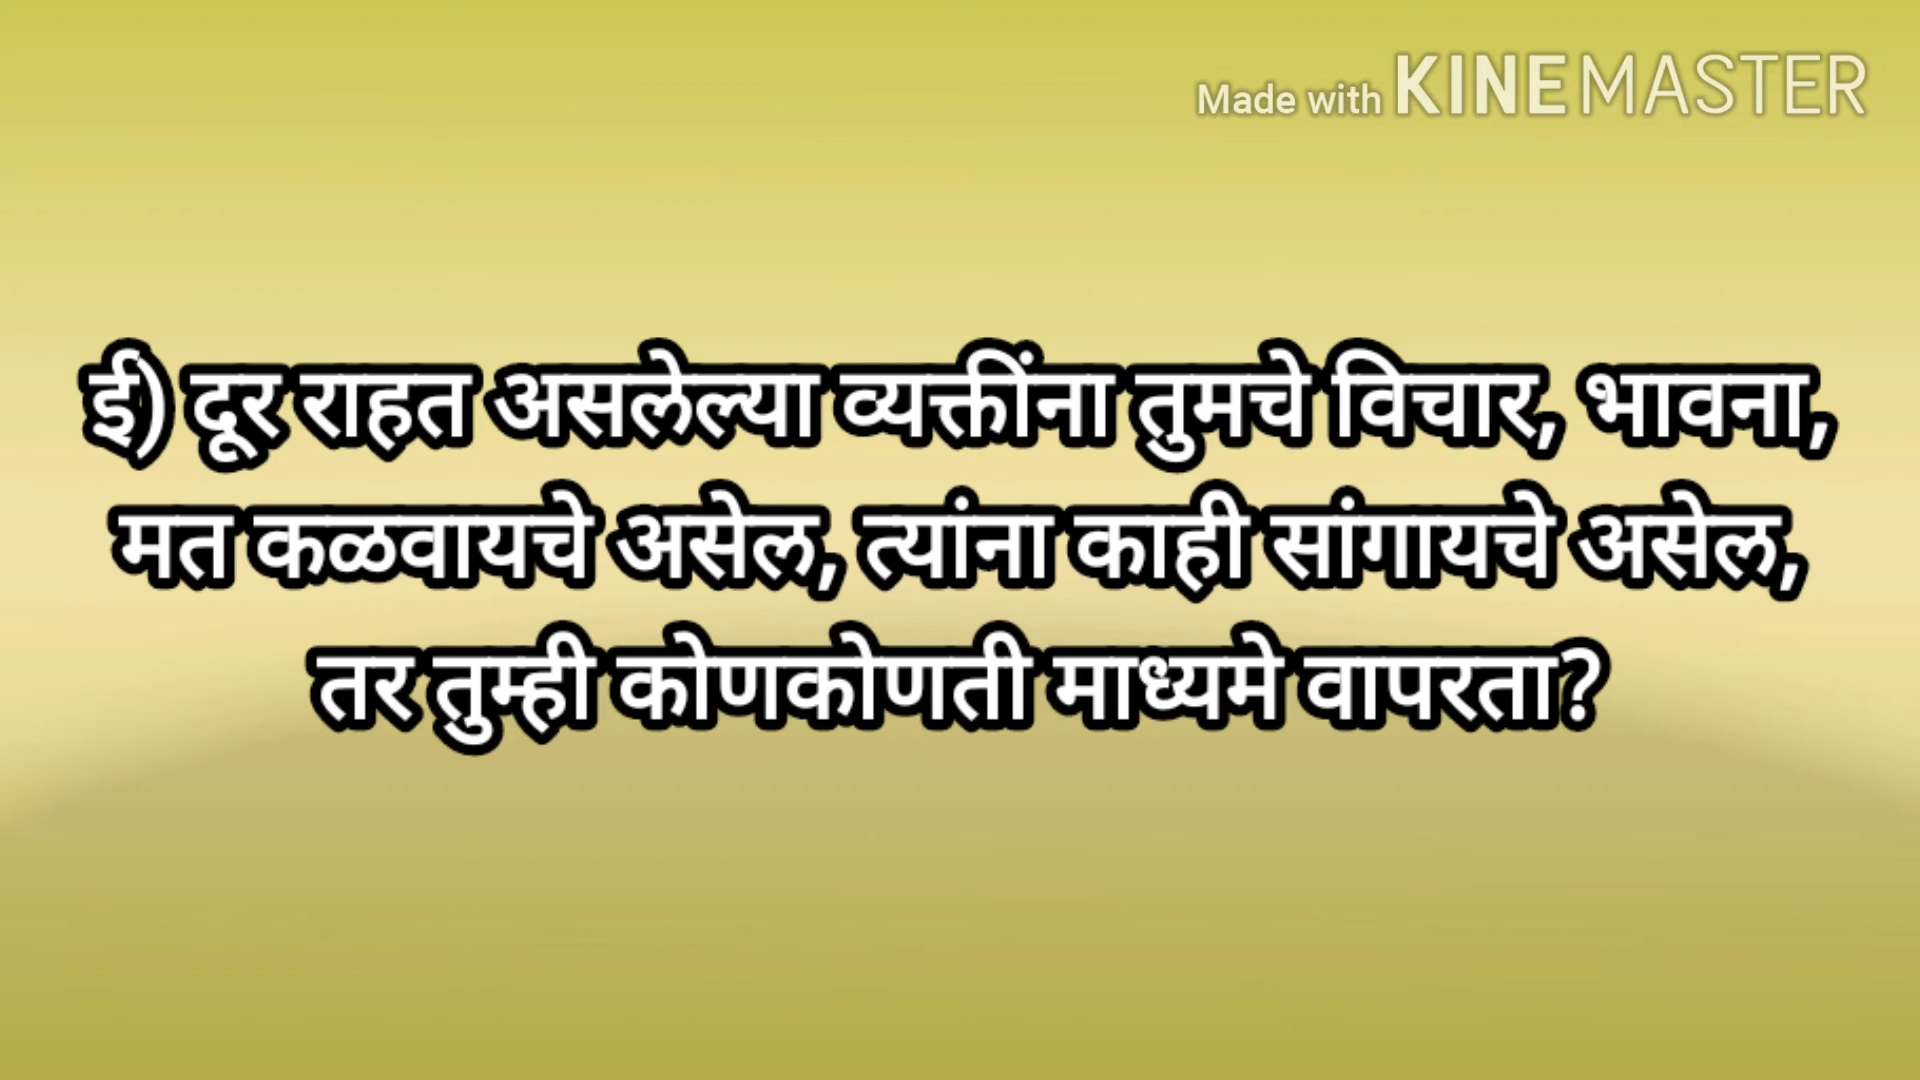 Made with KINEMASTER
ई) दूर राहत असलेल्या व्यक्तींना तुमचे विचार, भावना,
मत कळवायचे असेल, त्यांना काही सांगायचे असेल,
तर तुम्ही कोणकोणती माध्यमे वापरता?